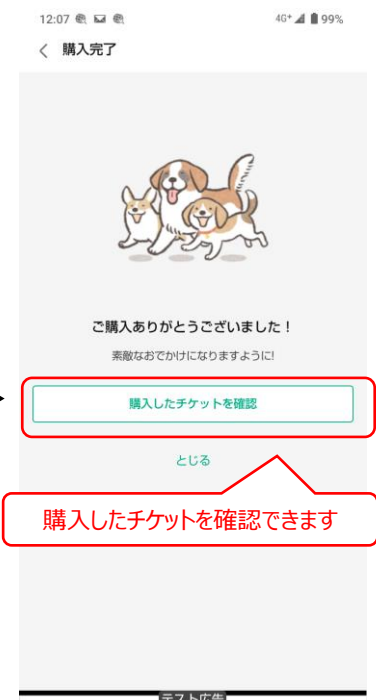 12:07 4G+ 99%
< 購入完了
ご購入ありがとうございました！
素敵なおでかけになりますように!
購入したチケットを確認
とじる
購入したチケットを確認できます
テスト広告